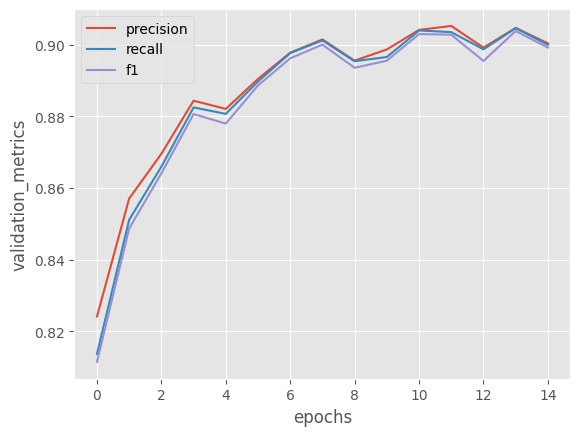 precision
recall
f1
0.90
0.88
0.86
0.84
0.82
validation_metrics
0 2 4 6 8 10 12 14
epochs